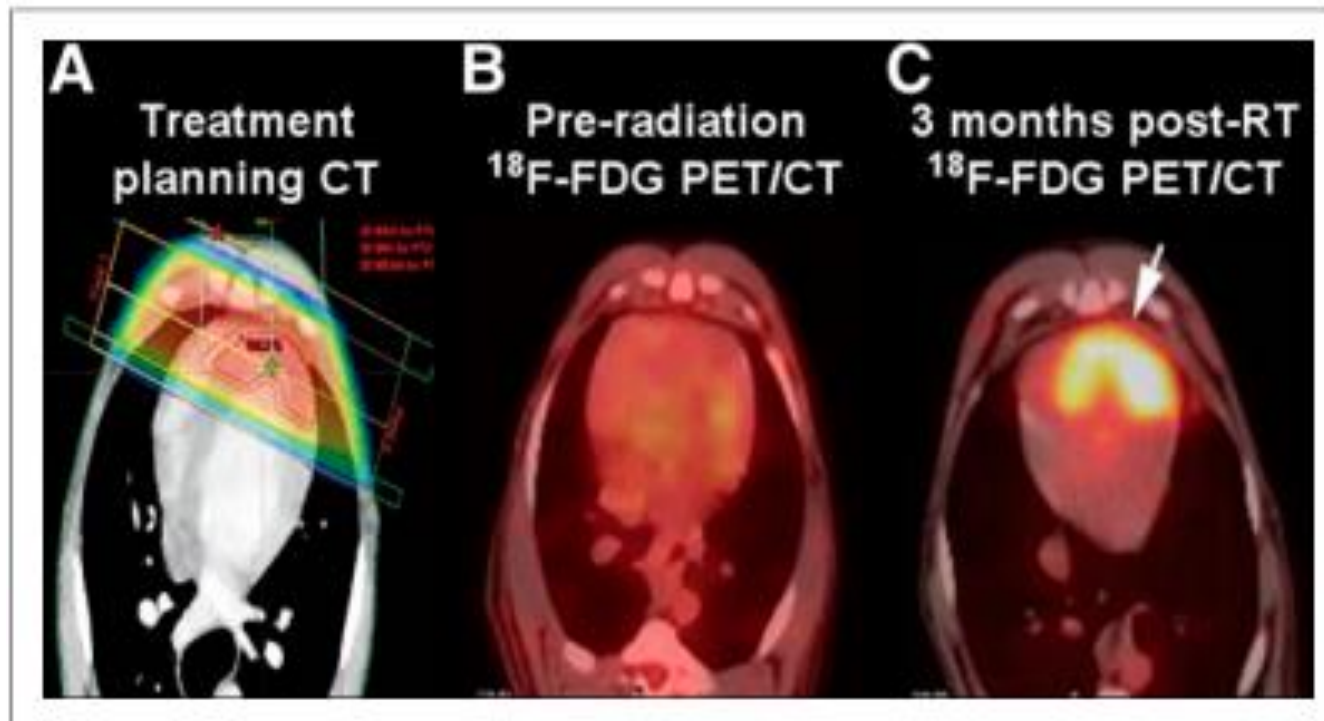 A
Treatment
planning CT
B
Pre-radiation
¹⁸F-FDG PET/CT
C
3 months post-RT
¹⁸F-FDG PET/CT